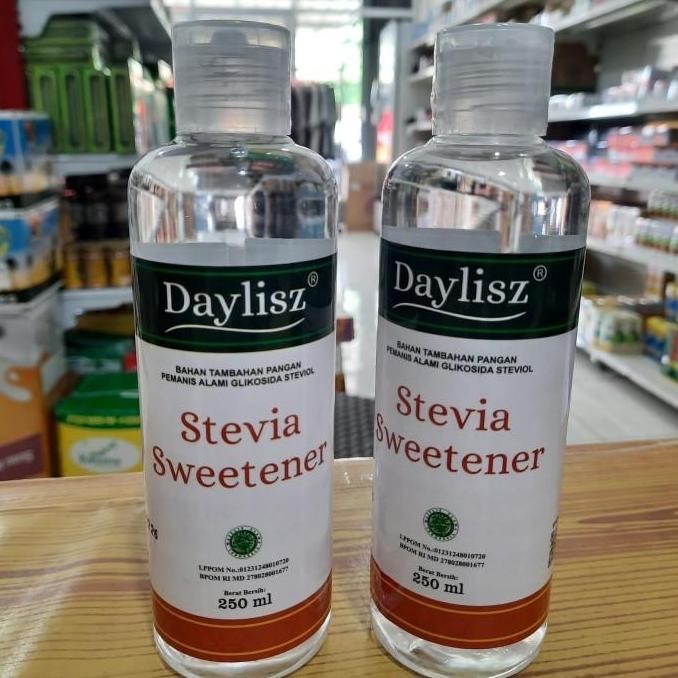 Daylisz®
BAHAN TAMBAHAN PANGAN
PEMANIS ALAMI GLIKOSIDA STEVIOL
Stevia
Sweetener
LPPOM No.:01231248010720
BPOM RI MD 278028001677
Berat Bersih:
250 ml
Daylisz®
BAHAN TAMBAHAN PANGAN
PEMANIS ALAMI GLIKOSIDA STEVIOL
Stevia
Sweetener
LPPOM No.:01231248010720
BPOM RI MD 278028001677
Berat Bersih:
250 ml